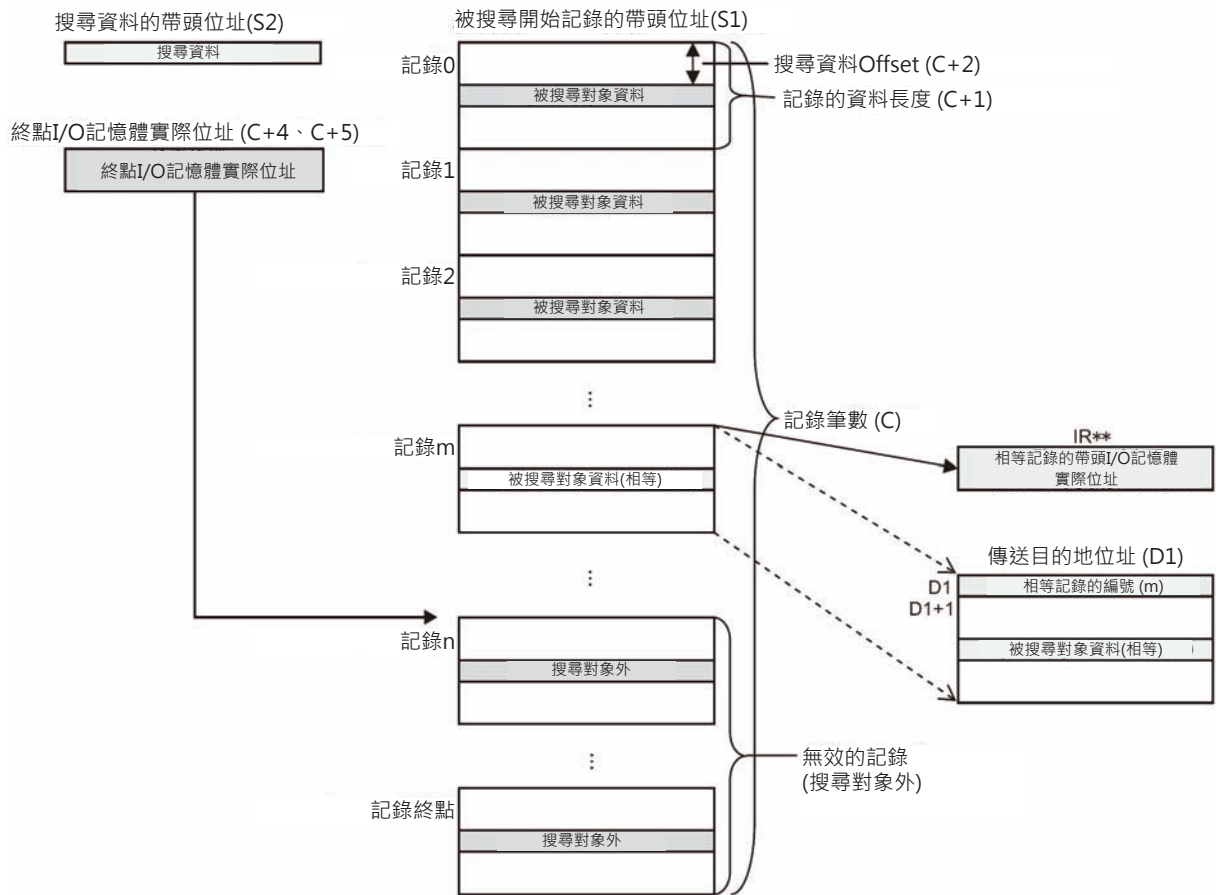 搜尋資料的帶頭位址(S2)
搜尋資料
被搜尋開始記錄的帶頭位址(S1)
記錄0
搜尋資料Offset (C+2)
被搜尋對象資料
記錄的資料長度 (C+1)
終點I/O記憶體實際位址 (C+4、C+5)
終點I/O記憶體實際位址
記錄1
被搜尋對象資料
記錄2
被搜尋對象資料
⋮
記錄筆數 (C)
記錄m
被搜尋對象資料(相等)
IR**
相等記錄的帶頭I/O記憶體
實際位址
⋮
傳送目的地位址 (D1)
D1
相等記錄的編號 (m)
D1+1
被搜尋對象資料(相等)
記錄n
搜尋對象外
⋮
無效的記錄
(搜尋對象外)
記錄終點
搜尋對象外